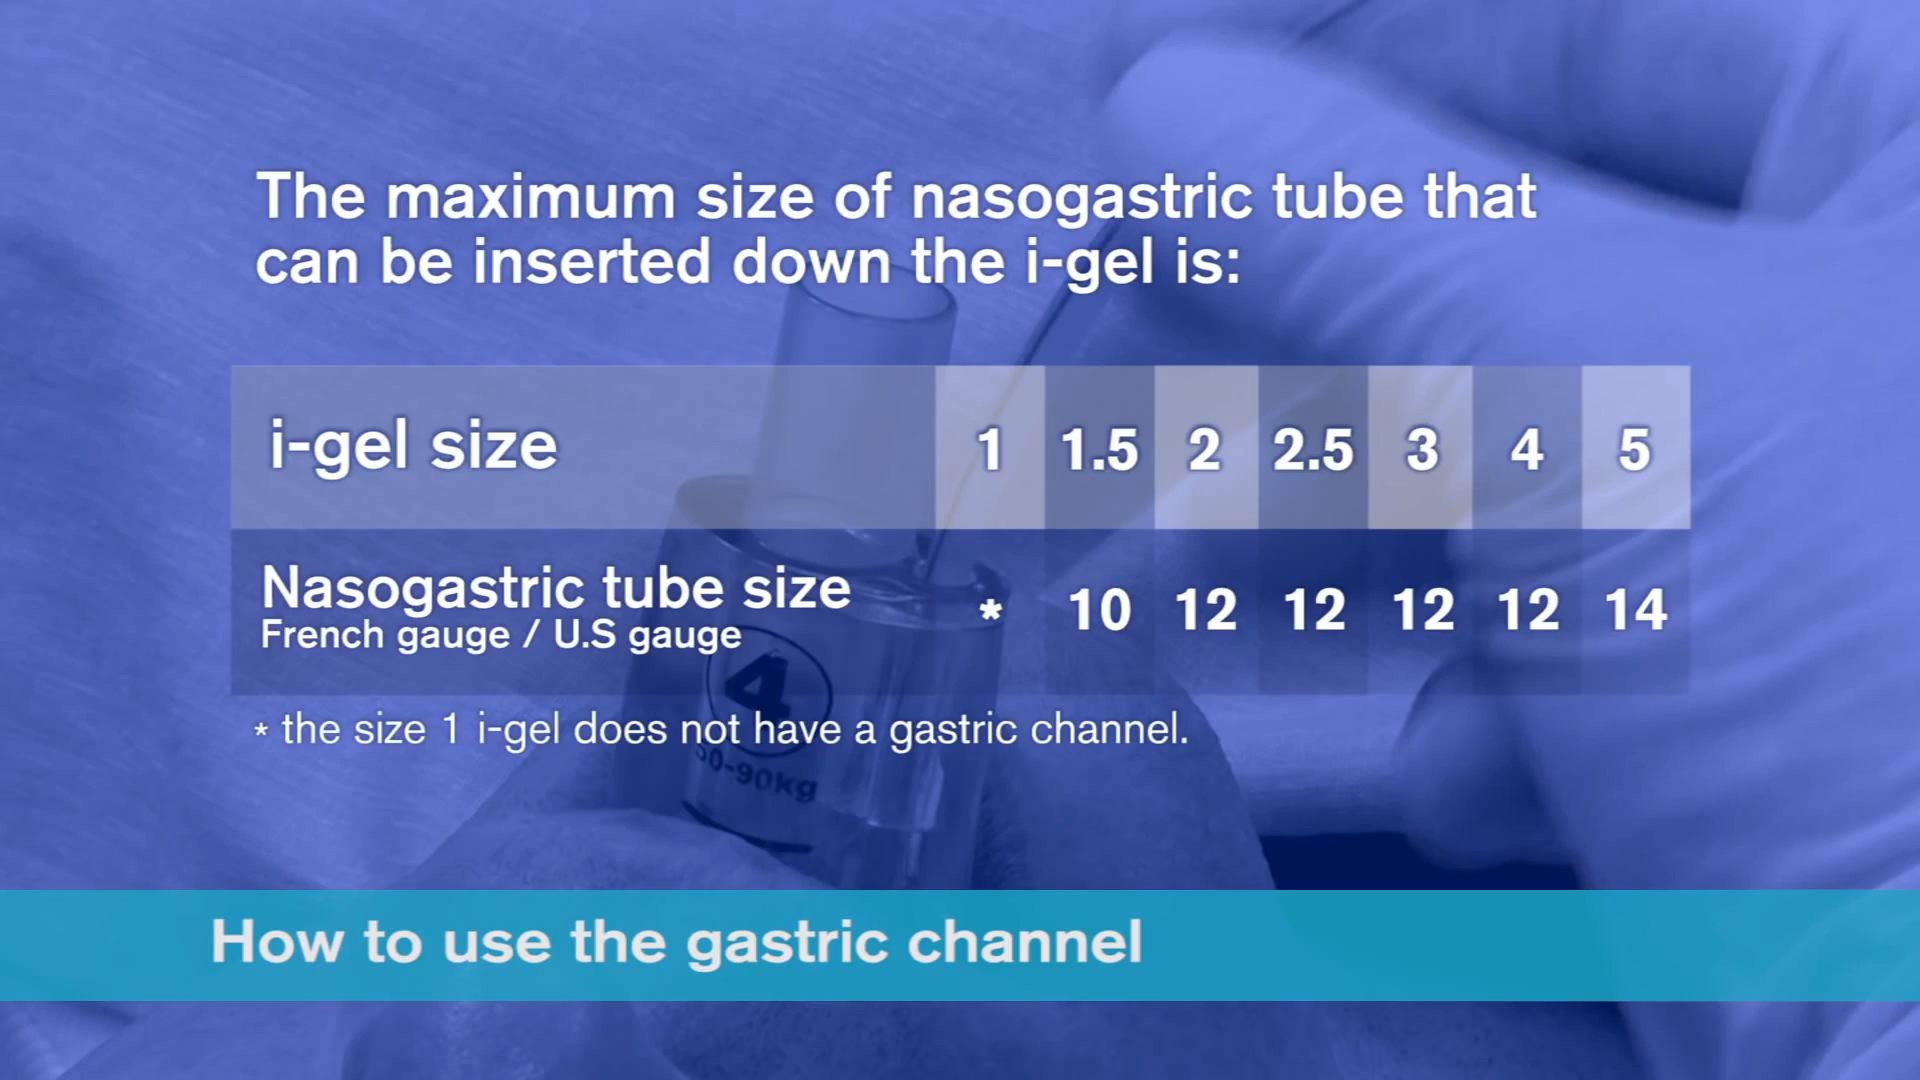 The maximum size of nasogastric tube that
can be inserted down the i-gel is:
i-gel size 1 1.5 2 2.5 3 4 5
Nasogastric tube size * 10 12 12 12 12 14
French gauge / U.S gauge
* the size 1 i-gel does not have a gastric channel.
4
-90kg
How to use the gastric channel